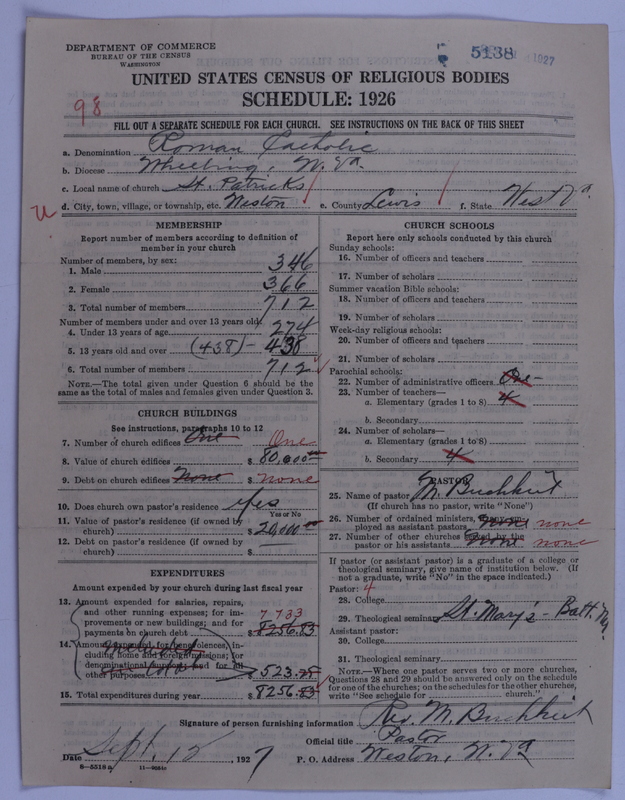 DEPARTMENT OF COMMERCE
BUREAU OF THE CENSUS
WASHINGTON
5138
1927
UNITED STATES CENSUS OF RELIGIOUS BODIES
SCHEDULE: 1926
98
FILL OUT A SEPARATE SCHEDULE FOR EACH CHURCH. SEE INSTRUCTIONS ON THE BACK OF THIS SHEET
a. Denomination Roman Catholic
b. Diocese Wheeling, W. Va.
c. Local name of church St. Patricks
d. City, town, village, or township, etc. Weston e. County Lewis f. State West Va.
MEMBERSHIP
Report number of members according to definition of
member in your church
Number of members, by sex:
1. Male 346
2. Female 366
3. Total number of members 712
Number of members under and over 13 years old:
4. Under 13 years of age 274
5. 13 years old and over (438) - 438
6. Total number of members 712
NOTE.—The total given under Question 6 should be the
same as the total of males and females given under Question 3.
CHURCH BUILDINGS
See instructions, paragraphs 10 to 12
7. Number of church edifices One One
8. Value of church edifices $ 80,000
9. Debt on church edifices None $ none
10. Does church own pastor's residence yes
Yes or No
11. Value of pastor's residence (if owned by
church) $ 20,000
12. Debt on pastor's residence (if owned by
church) $
EXPENDITURES
Amount expended by your church during last fiscal year
13. Amount expended for salaries, repairs,
and other running expenses; for im-
provements or new buildings; and for
payments on church debt $ 8256.83
7733
14. Amount expended for benevolences, in-
cluding home and foreign missions; for
denominational purposes and for all
other purposes 523.
15. Total expenditures during year $ 8256.83
CHURCH SCHOOLS
Report here only schools conducted by this church
Sunday schools:
16. Number of officers and teachers
17. Number of scholars
Summer vacation Bible schools:
18. Number of officers and teachers
19. Number of scholars
Week-day religious schools:
20. Number of officers and teachers
21. Number of scholars
Parochial schools:
22. Number of administrative officers One
23. Number of teachers—
a. Elementary (grades 1 to 8) 4
b. Secondary
24. Number of scholars—
a. Elementary (grades 1 to 8)
b. Secondary 4
PASTOR
25. Name of pastor M.
(If church has no pastor, write "None")
26. Number of ordained ministers, em-
ployed as assistant pastors none none
27. Number of other churches served by the
pastor or his assistants none none
If pastor (or assistant pastor) is a graduate of a college or
theological seminary, give name of institution below. (If
not a graduate, write "No" in the space indicated.)
Pastor: 4
28. College
29. Theological seminary St. Mary's - Balt. Md.
Assistant pastor:
30. College
31. Theological seminary
NOTE.—Where one pastor serves two or more churches,
Questions 28 and 29 should be answered only on the schedule
for one of the churches; on the schedules for the other churches,
write "See schedule for church."
Signature of person furnishing information Rev. M.
Official title Pastor
Date Sept. 12, 1927 P. O. Address Weston, W. Va
8—5518a 11—9554c